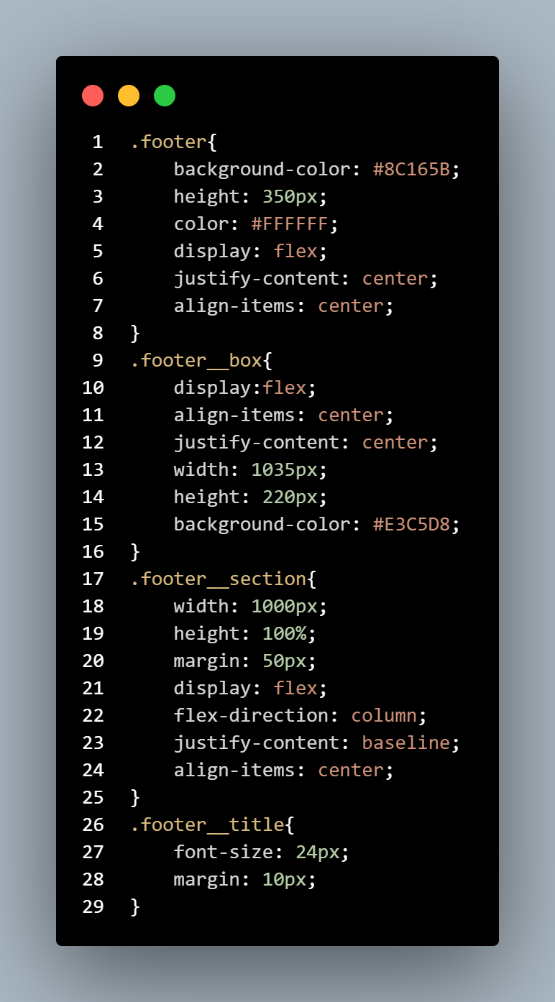 1 .footer{
2     background-color: #8C165B;
3     height: 350px;
4     color: #FFFFFF;
5     display: flex;
6     justify-content: center;
7     align-items: center;
8 }
9 .footer__box{
10     display:flex;
11     align-items: center;
12     justify-content: center;
13     width: 1035px;
14     height: 220px;
15     background-color: #E3C5D8;
16 }
17 .footer__section{
18     width: 1000px;
19     height: 100%;
20     margin: 50px;
21     display: flex;
22     flex-direction: column;
23     justify-content: baseline;
24     align-items: center;
25 }
26 .footer__title{
27     font-size: 24px;
28     margin: 10px;
29 }